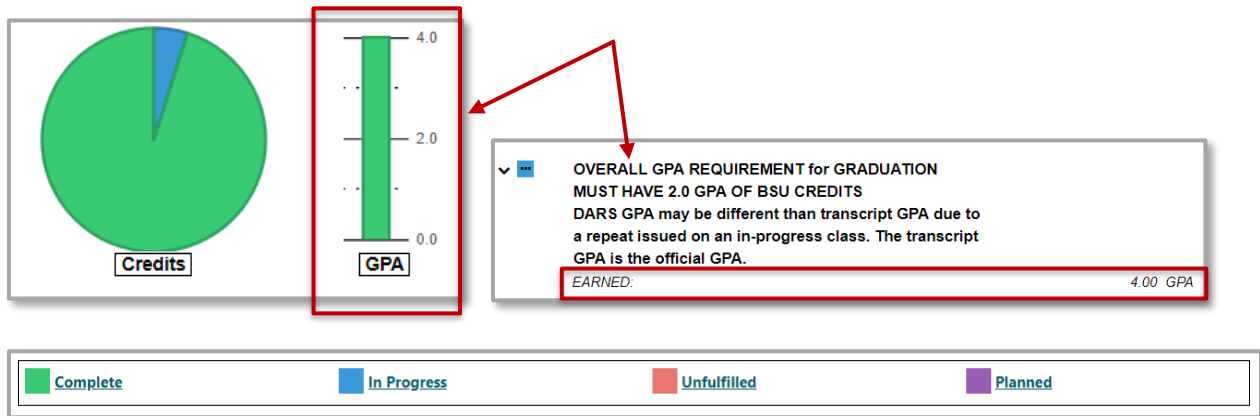 4.0
2.0
0.0
Credits
GPA
OVERALL GPA REQUIREMENT for GRADUATION
MUST HAVE 2.0 GPA OF BSU CREDITS
DARS GPA may be different than transcript GPA due to
a repeat issued on an in-progress class. The transcript
GPA is the official GPA.
EARNED: 4.00 GPA
Complete In Progress Unfulfilled Planned